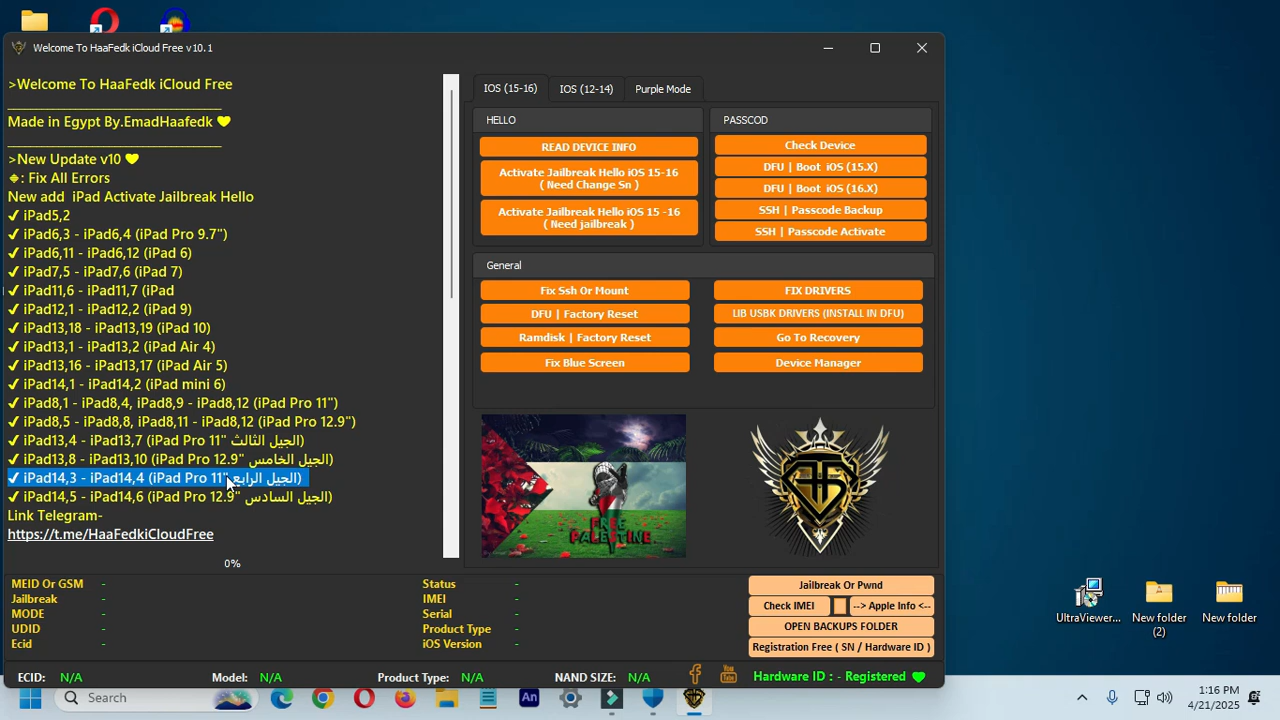 Welcome To HaaFedk iCloud Free v10.1
>Welcome To HaaFedk iCloud Free
Made in Egypt By.EmadHaafedk
>New Update v10
: Fix All Errors
New add  iPad Activate Jailbreak Hello
✔ iPad5,2
✔ iPad6,3 - iPad6,4 (iPad Pro 9.7")
✔ iPad6,11 - iPad6,12 (iPad 6)
✔ iPad7,5 - iPad7,6 (iPad 7)
✔ iPad11,6 - iPad11,7 (iPad
✔ iPad12,1 - iPad12,2 (iPad 9)
✔ iPad13,18 - iPad13,19 (iPad 10)
✔ iPad13,1 - iPad13,2 (iPad Air 4)
✔ iPad13,16 - iPad13,17 (iPad Air 5)
✔ iPad14,1 - iPad14,2 (iPad mini 6)
✔ iPad8,1 - iPad8,4, iPad8,9 - iPad8,12 (iPad Pro 11")
✔ iPad8,5 - iPad8,8, iPad8,11 - iPad8,12 (iPad Pro 12.9")
✔ iPad13,4 - iPad13,7 (iPad Pro 11" الجيل الثالث)
✔ iPad13,8 - iPad13,10 (iPad Pro 12.9" الجيل الخامس)
✔ iPad14,3 - iPad14,4 (iPad Pro 11" الجيل الرابع)
✔ iPad14,5 - iPad14,6 (iPad Pro 12.9" الجيل السادس)
Link Telegram-
https://t.me/HaaFedkiCloudFree
0%
IOS (15-16)
IOS (12-14)
Purple Mode
HELLO
READ DEVICE INFO
Activate Jailbreak Hello iOS 15-16
( Need Change Sn )
Activate Jailbreak Hello iOS 15 -16
( Need jailbreak )
PASSCOD
Check Device
DFU | Boot  iOS (15.X)
DFU | Boot  iOS (16.X)
SSH | Passcode Backup
SSH | Passcode Activate
General
Fix Ssh Or Mount
DFU | Factory Reset
Ramdisk | Factory Reset
Fix Blue Screen
FIX DRIVERS
LIB USBK DRIVERS (INSTALL IN DFU)
Go To Recovery
Device Manager
FREE
PALESTINE...
MEID Or GSM -
Jailbreak -
MODE -
UDID -
Ecid -
Status -
IMEI -
Serial -
Product Type -
iOS Version -
Jailbreak Or Pwnd
Check IMEI
--> Apple Info <--
OPEN BACKUPS FOLDER
Registration Free ( SN / Hardware ID )
ECID: N/A
Model: N/A
Product Type: N/A
NAND SIZE: N/A
You Tube
Hardware ID : - Registered
UltraViewer...
New folder (2)
New folder
Search
An
1:16 PM
4/21/2025